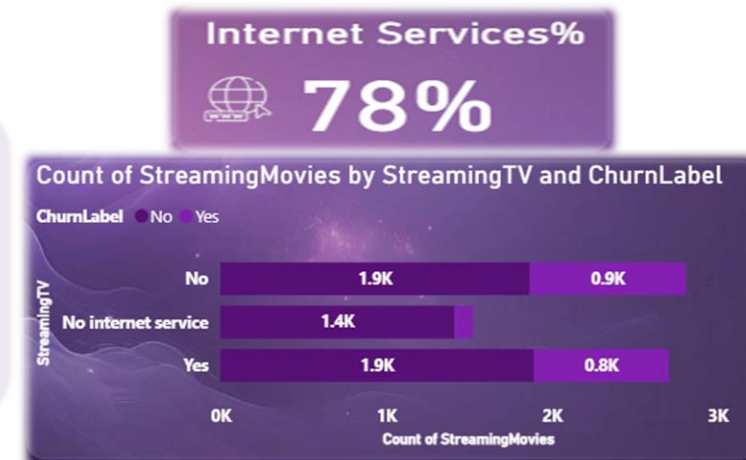 Internet Services%
www
78%
Count of StreamingMovies by StreamingTV and ChurnLabel
ChurnLabel No Yes
StreamingTV
No 1.9K 0.9K
No internet service 1.4K
Yes 1.9K 0.8K
0K 1K 2K 3K
Count of StreamingMovies